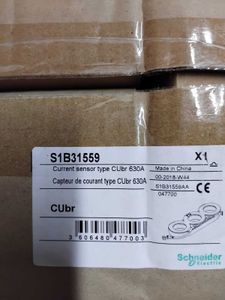 S1B31559
X1
Current sensor type CUbr 630A
Made in China
Capteur de courant type CUbr 630A
00-2018-W44
S1B31559AA
047700
CE
CUbr
3 606480 477003
Schneider
Electric